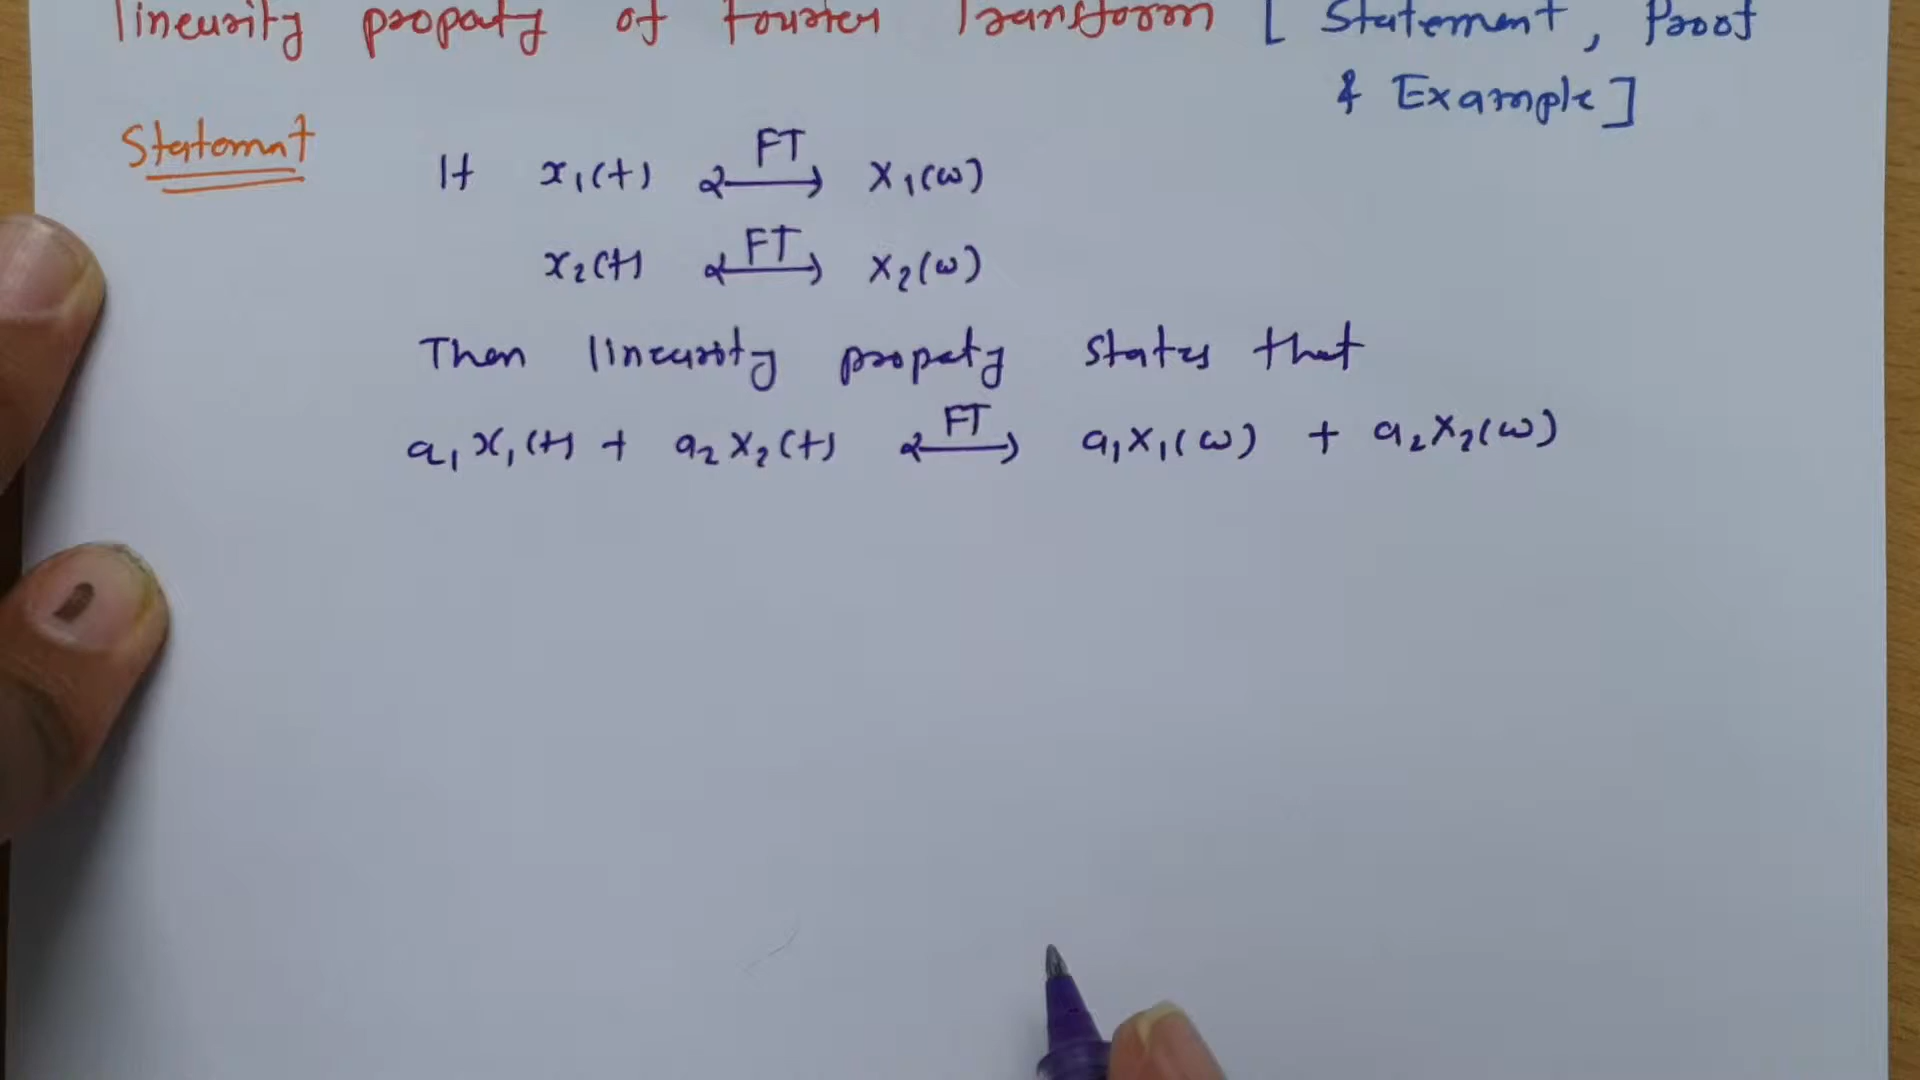 linearity property of fourier Transform [ Statement, Proof
& Example]
Statement
If x₁(t) ⟷ FT X₁(ω)
x₂(t) ⟷ FT X₂(ω)
Then linearity property states that
a₁x₁(t) + a₂x₂(t) ⟷ FT a₁X₁(ω) + a₂X₂(ω)